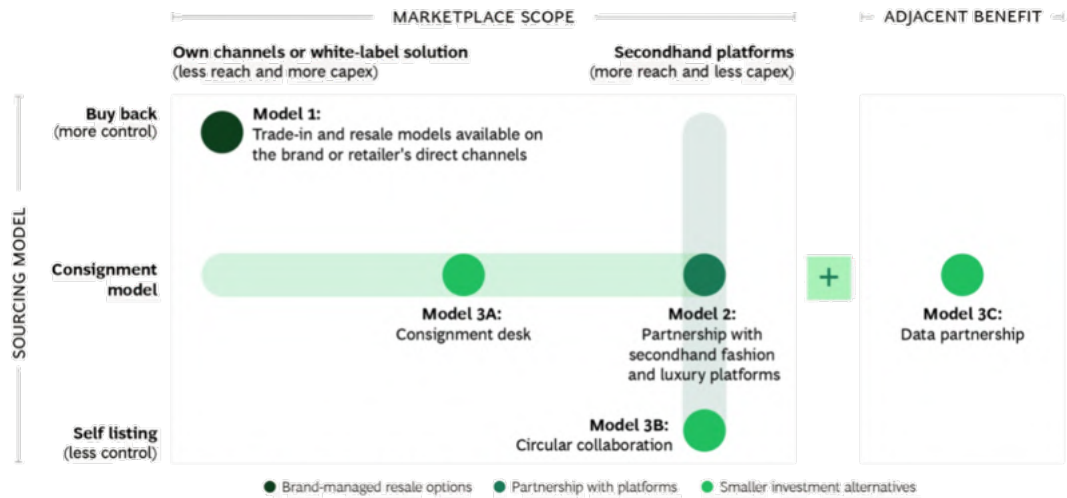 MARKETPLACE SCOPE
ADJACENT BENEFIT
Own channels or white-label solution
(less reach and more capex)
Secondhand platforms
(more reach and less capex)
SOURCING MODEL
Buy back
(more control)
Model 1:
Trade-in and resale models available on
the brand or retailer's direct channels
Consignment
model
+
Model 3A:
Consignment desk
Model 2:
Partnership with
secondhand fashion
and luxury platforms
Model 3C:
Data partnership
Self listing
(less control)
Model 3B:
Circular collaboration
Brand-managed resale options
Partnership with platforms
Smaller investment alternatives